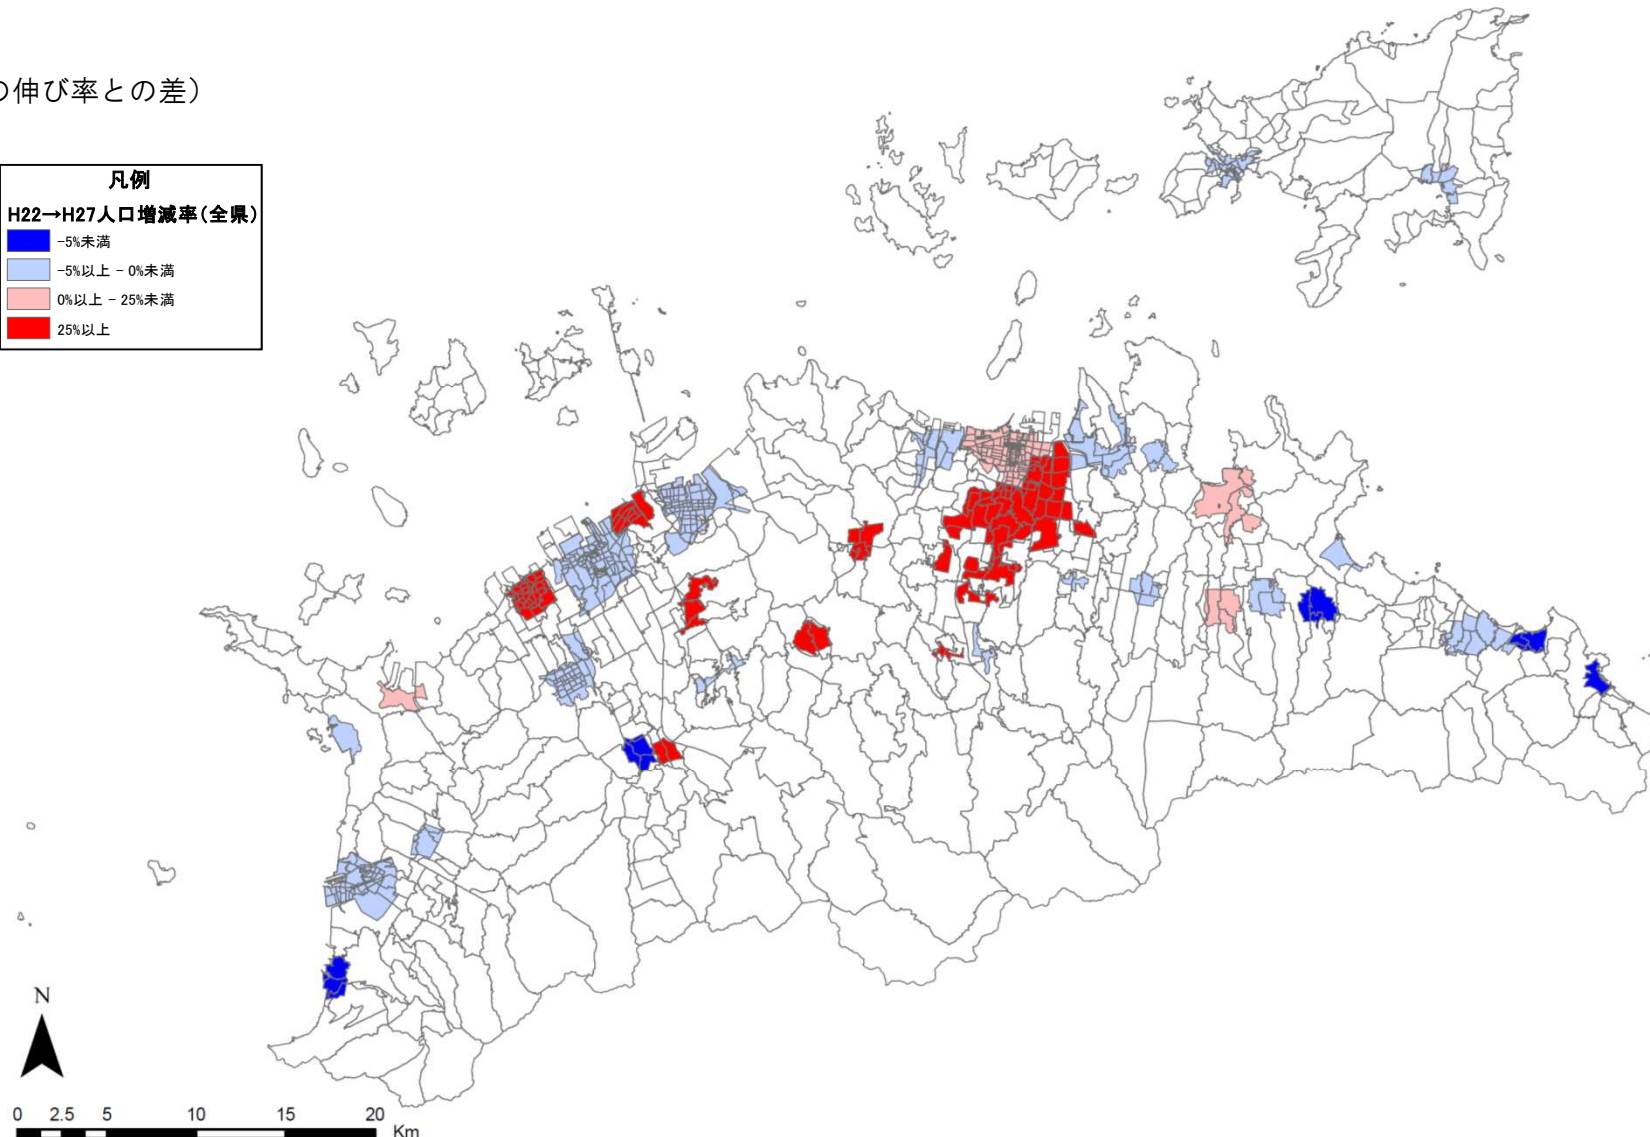 の伸び率との差）
凡例
H22→H27人口増減率（全県）
-5%未満
-5%以上 - 0%未満
0%以上 - 25%未満
25%以上
N
0 2.5 5 10 15 20
Km